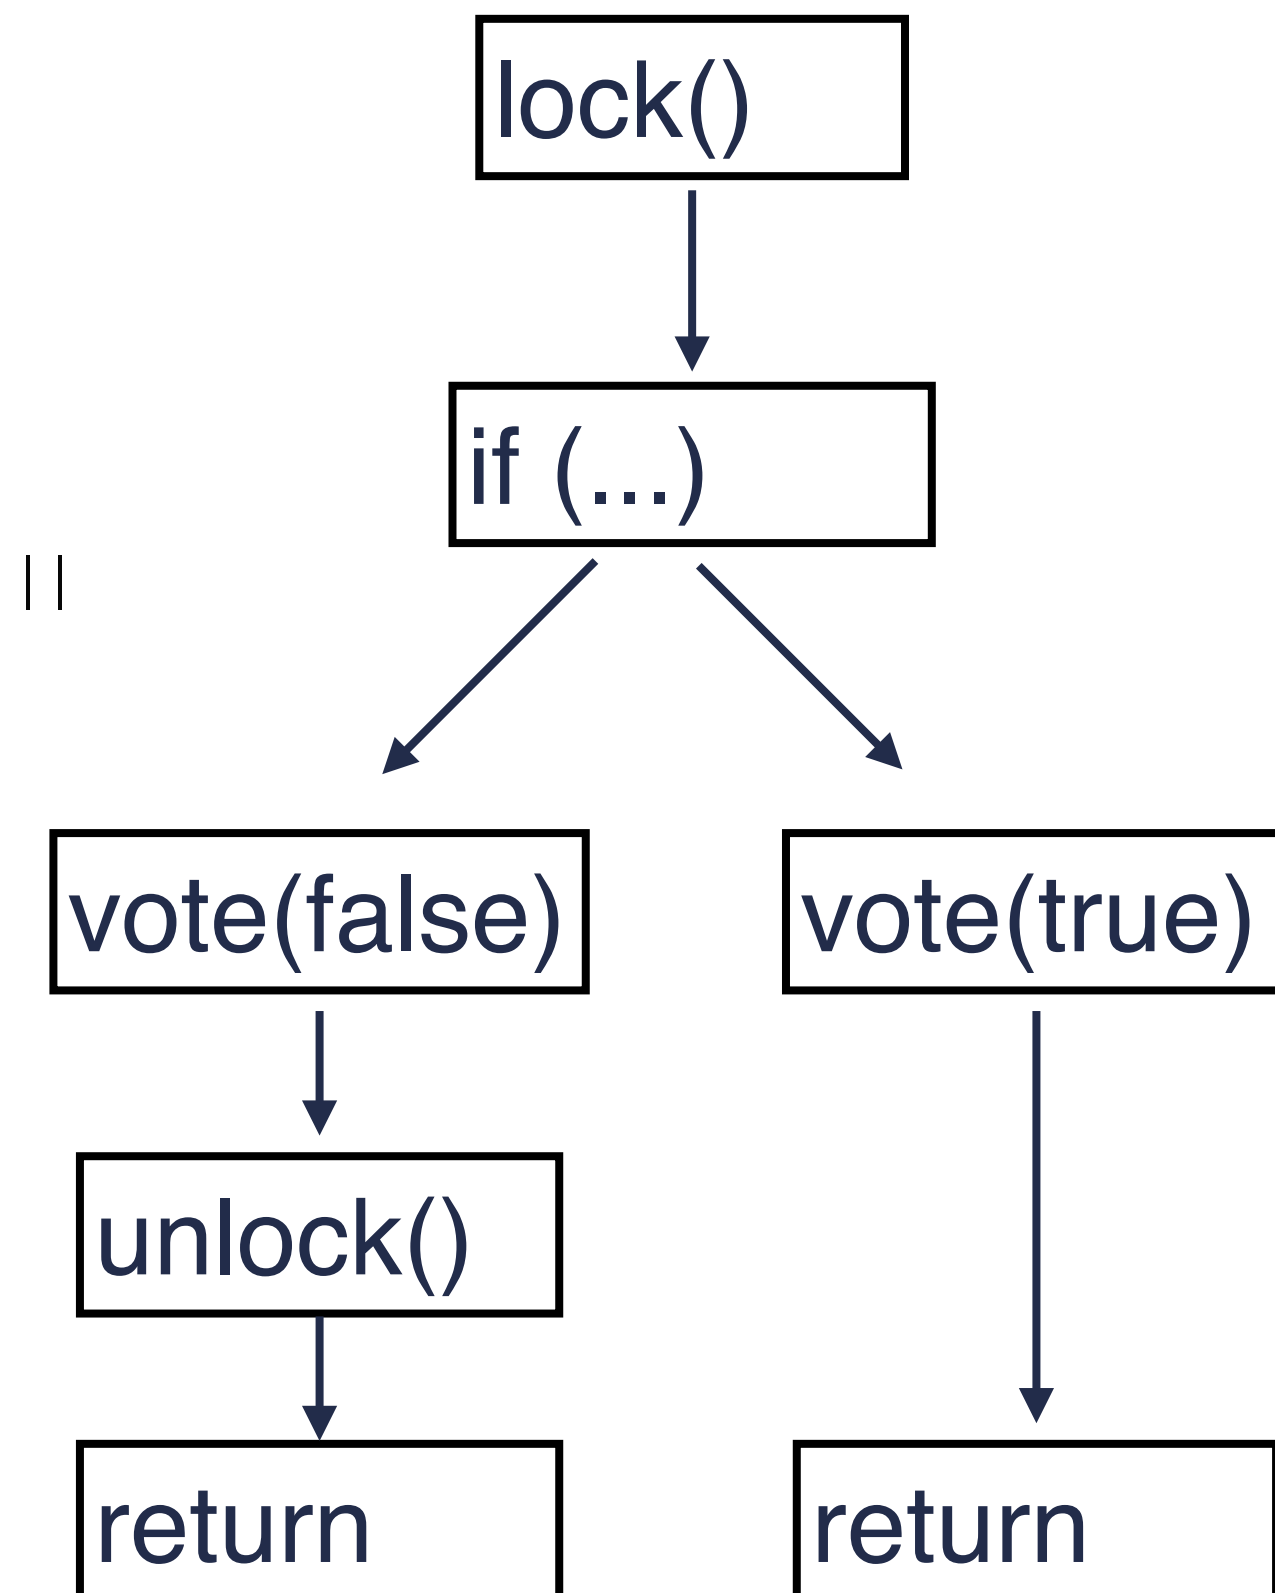 lock()
if (...)
||
vote(false)
vote(true)
unlock()
return
return